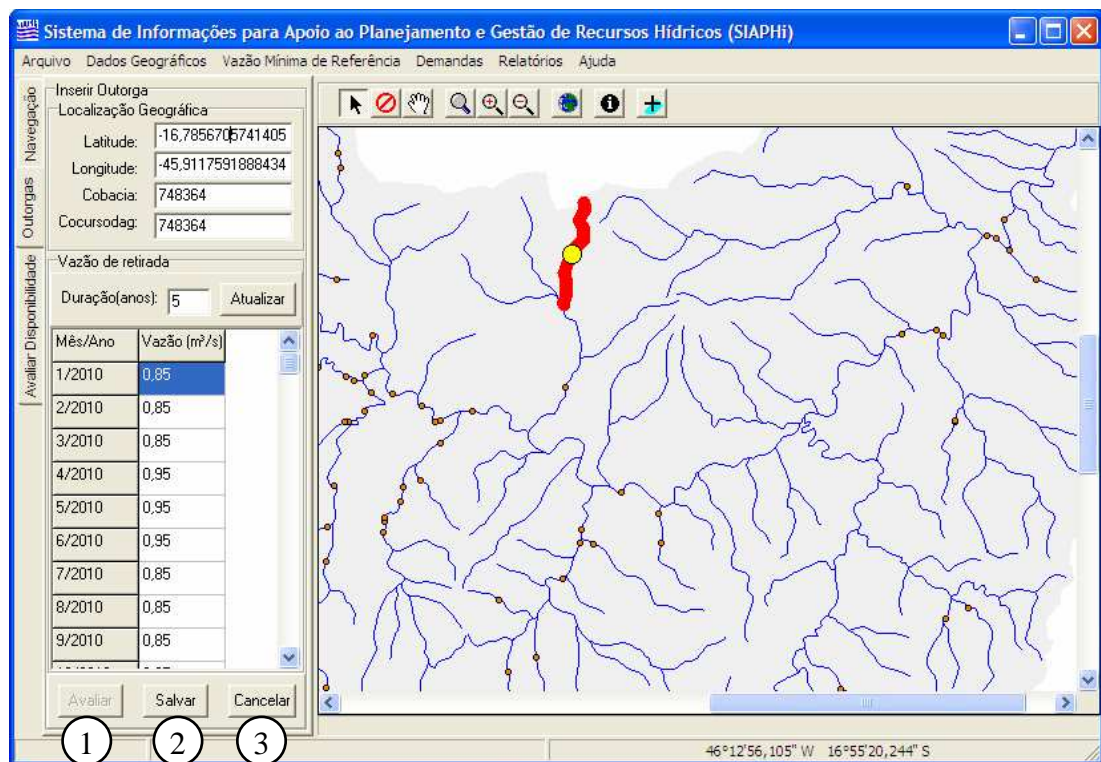 Sistema de Informações para Apoio ao Planejamento e Gestão de Recursos Hídricos (SIAPHi)
Arquivo Dados Geográficos Vazão Mínima de Referência Demandas Relatórios Ajuda
Navegação
Outorgas
Avaliar Disponibilidade
Inserir Outorga
Localização Geográfica
Latitude: -16,7856705741405
Longitude: -45,9117591888434
Cobacia: 748364
Cocursodag: 748364
Vazão de retirada
Duração(anos): 5 Atualizar
Mês/Ano Vazão (m³/s)
1/2010 0,85
2/2010 0,85
3/2010 0,85
4/2010 0,95
5/2010 0,95
6/2010 0,95
7/2010 0,85
8/2010 0,85
9/2010 0,85
Avaliar Salvar Cancelar
1 2 3
46°12'56,105" W 16°55'20,244" S